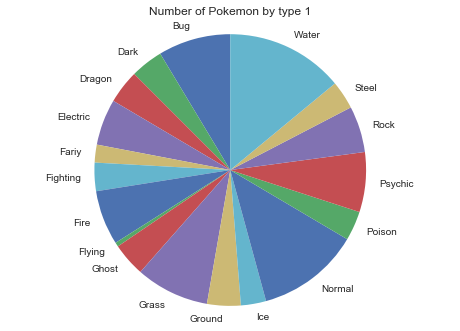 Number of Pokemon by type 1
Bug
Dark
Dragon
Electric
Fariy
Fighting
Fire
Flying
Ghost
Grass
Ground
Ice
Normal
Poison
Psychic
Rock
Steel
Water